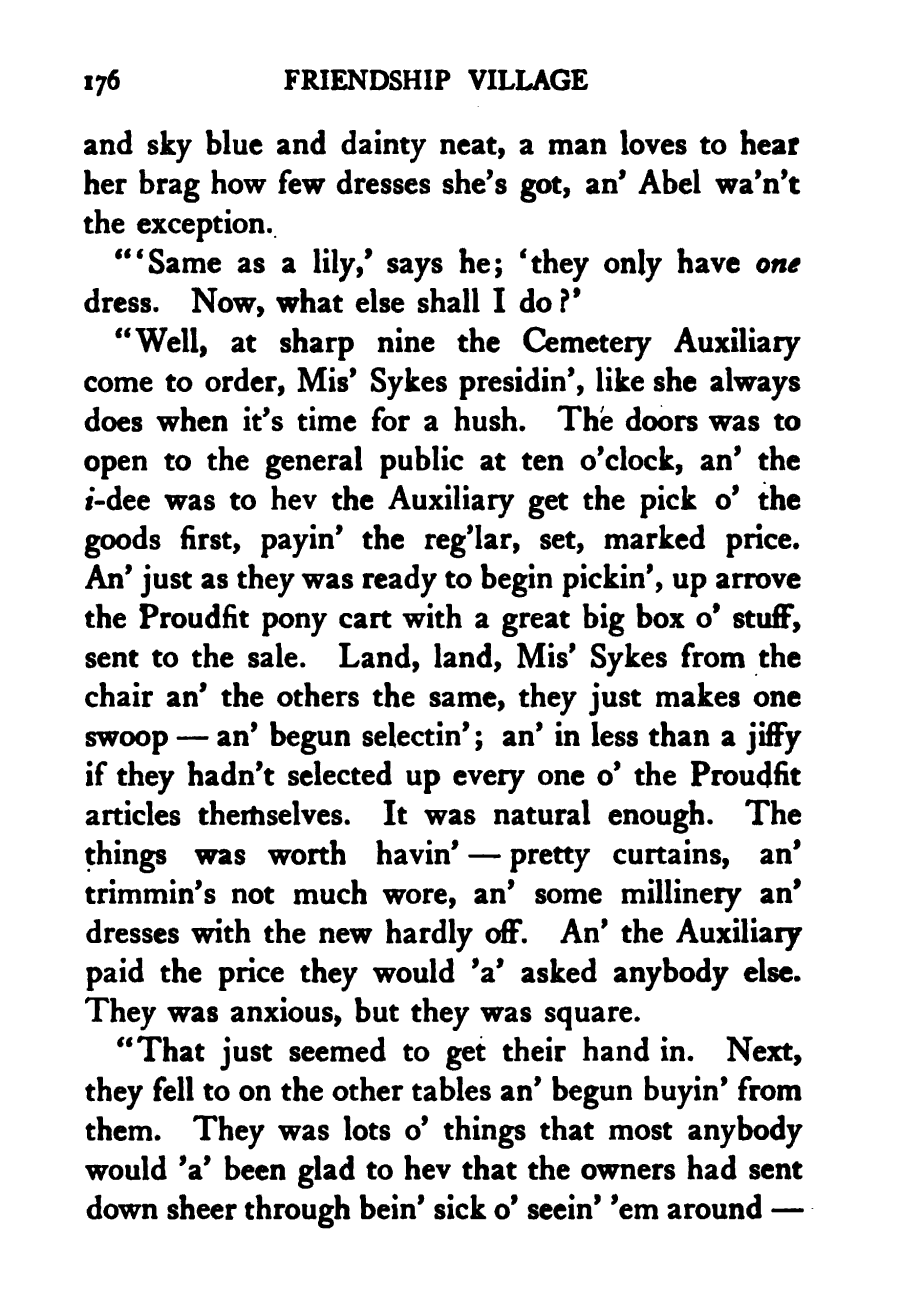 176 FRIENDSHIP VILLAGE
and sky blue and dainty neat, a man loves to hear
her brag how few dresses she's got, an' Abel wa'n't
the exception.
"'Same as a lily,' says he; 'they only have one
dress. Now, what else shall I do?'
"Well, at sharp nine the Cemetery Auxiliary
come to order, Mis' Sykes presidin', like she always
does when it's time for a hush. The doors was to
open to the general public at ten o'clock, an' the
i-dee was to hev the Auxiliary get the pick o' the
goods first, payin' the reg'lar, set, marked price.
An' just as they was ready to begin pickin', up arrove
the Proudfit pony cart with a great big box o' stuff,
sent to the sale. Land, land, Mis' Sykes from the
chair an' the others the same, they just makes one
swoop — an' begun selectin'; an' in less than a jiffy
if they hadn't selected up every one o' the Proudfit
articles themselves. It was natural enough. The
things was worth havin' — pretty curtains, an'
trimmin's not much wore, an' some millinery an'
dresses with the new hardly off. An' the Auxiliary
paid the price they would 'a' asked anybody else.
They was anxious, but they was square.
"That just seemed to get their hand in. Next,
they fell to on the other tables an' begun buyin' from
them. They was lots o' things that most anybody
would 'a' been glad to hev that the owners had sent
down sheer through bein' sick o' seein' 'em around —